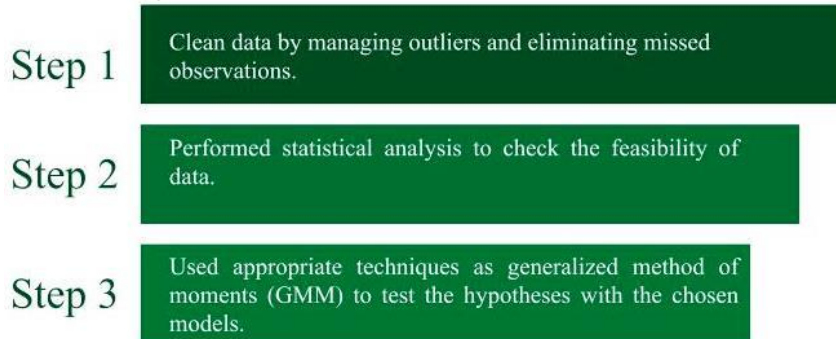 Step 1
Clean data by managing outliers and eliminating missed
observations.
Step 2
Performed statistical analysis to check the feasibility of
data.
Step 3
Used appropriate techniques as generalized method of
moments (GMM) to test the hypotheses with the chosen
models.